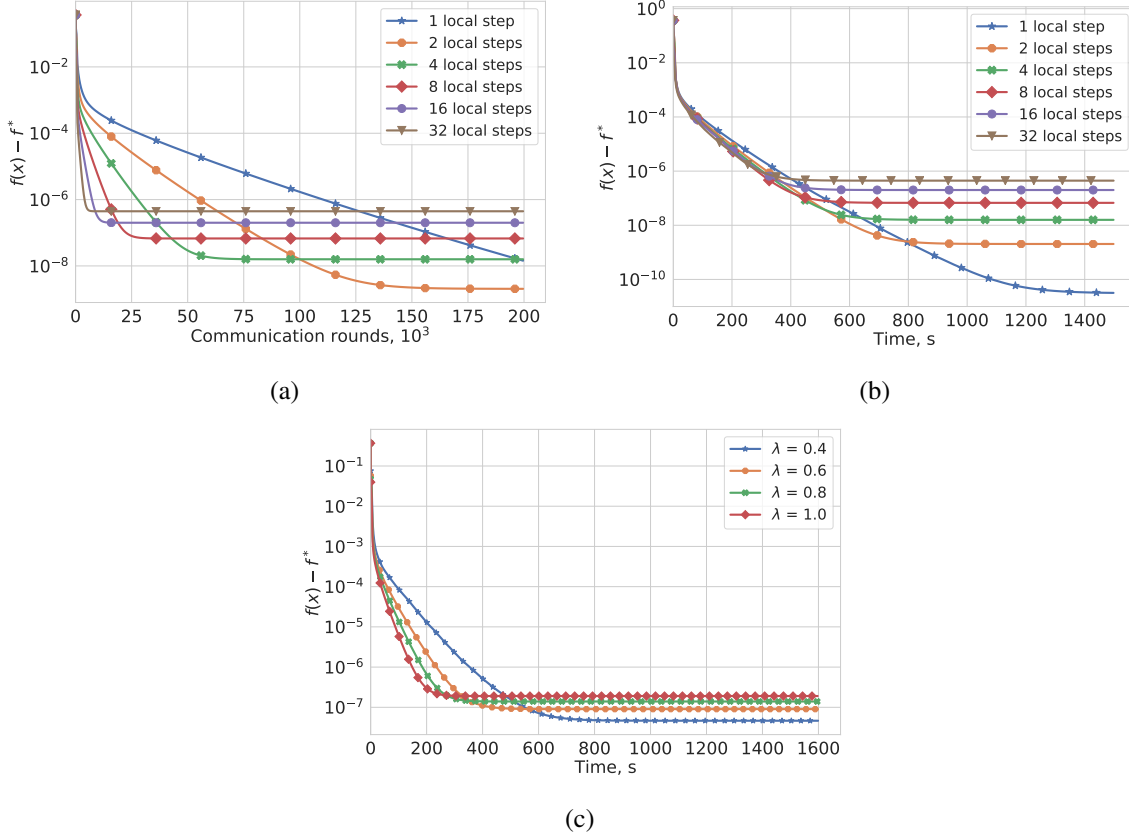 1 local step
2 local steps
4 local steps
8 local steps
16 local steps
32 local steps
10⁻²
10⁻⁴
10⁻⁶
10⁻⁸
f(x) − f*
0 25 50 75 100 125 150 175 200
Communication rounds, 10³
(a)
1 local step
2 local steps
4 local steps
8 local steps
16 local steps
32 local steps
10⁰
10⁻²
10⁻⁴
10⁻⁶
10⁻⁸
10⁻¹⁰
f(x) − f*
0 200 400 600 800 1000 1200 1400
Time, s
(b)
λ = 0.4
λ = 0.6
λ = 0.8
λ = 1.0
10⁻¹
10⁻²
10⁻³
10⁻⁴
10⁻⁵
10⁻⁶
10⁻⁷
f(x) − f*
0 200 400 600 800 1000 1200 1400 1600
Time, s
(c)